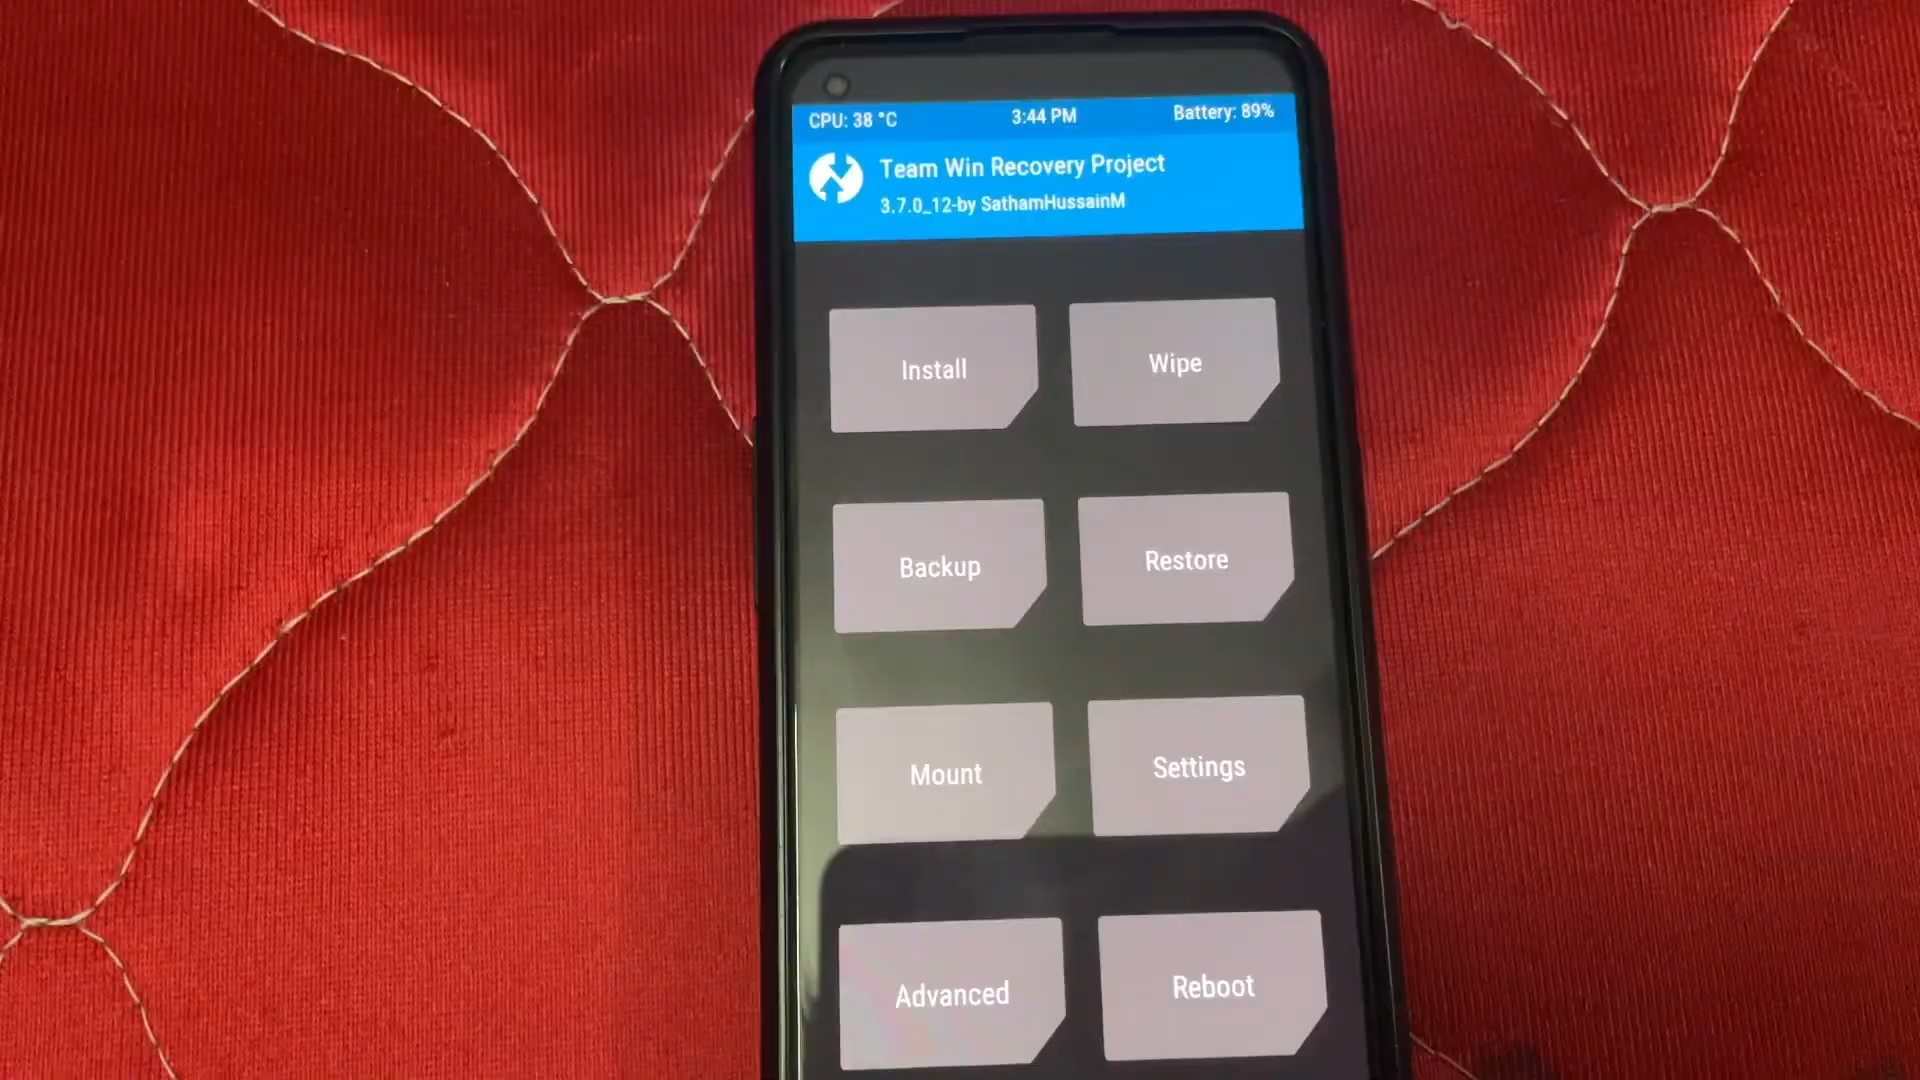 CPU: 38 °C 3:44 PM Battery: 89%
Team Win Recovery Project
3.7.0_12-by SathamHussainM
Install Wipe
Backup Restore
Mount Settings
Advanced Reboot